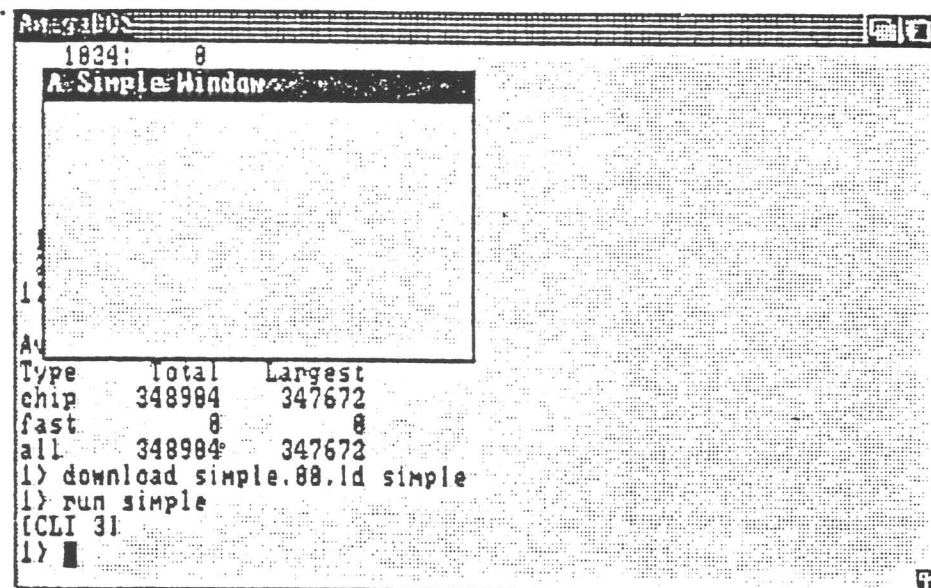 AmegaDOS
1024: 0
A Simple Window
Type Total Largest
chip 348984 347672
fast 0 0
all 348984 347672
1> download simple.88.ld simple
1> run simple
[CLI 3]
1>